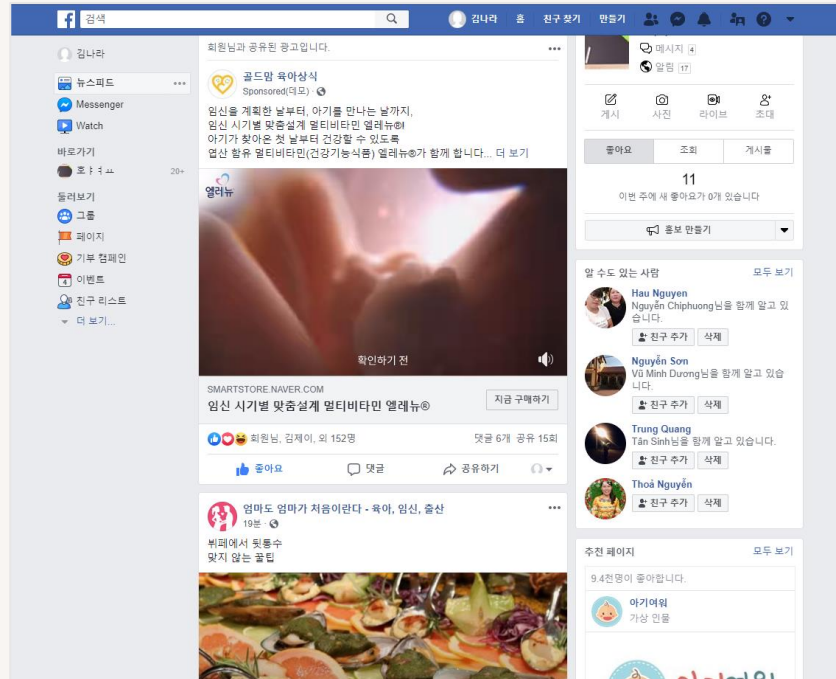 검색
김나라
홈
친구 찾기
만들기
김나라
뉴스피드
Messenger
Watch
바로가기
20+
둘러보기
그룹
페이지
기부 캠페인
이벤트
친구 리스트
더 보기...
회원님과 공유된 광고입니다.
골드맘 육아상식
Sponsored(데모) ·
임신을 계획한 날부터, 아기를 만나는 날까지,
임신 시기별 맞춤설계 멀티비타민 엘레뉴®!
아기가 찾아온 첫 날부터 건강할 수 있도록
엽산 함유 멀티비타민(건강기능식품) 엘레뉴®가 함께 합니다... 더 보기
엘레뉴
확인하기 전
SMARTSTORE.NAVER.COM
임신 시기별 맞춤설계 멀티비타민 엘레뉴®
지금 구매하기
회원님, 김제이, 외 152명
댓글 6개 공유 15회
좋아요
댓글
공유하기
엄마도 엄마가 처음이란다 - 육아, 임신, 출산
19분 ·
뷔페에서 뒷통수
맞지 않는 꿀팁
메시지 4
알림 17
게시
사진
라이브
초대
좋아요
조회
게시물
11
이번 주에 새 좋아요가 0개 있습니다
홍보 만들기
알 수도 있는 사람
모두 보기
Hau Nguyen
Nguyễn Chiphuong님을 함께 알고 있
습니다.
친구 추가
삭제
Nguyễn Sơn
Vũ Minh Dương님을 함께 알고 있습
니다.
친구 추가
삭제
Trung Quang
Tân Sinh님을 함께 알고 있습니다.
친구 추가
삭제
Thoả Nguyễn
친구 추가
삭제
추천 페이지
모두 보기
9.4천명이 좋아합니다.
아기여워
가상 인물